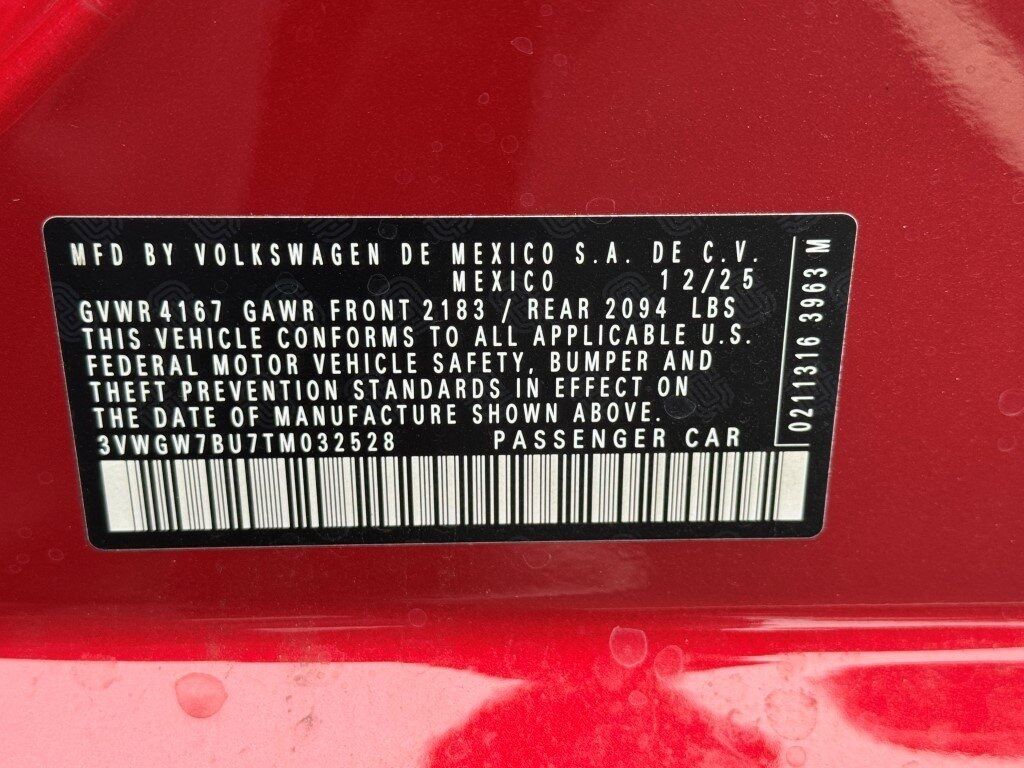 MFD BY VOLKSWAGEN DE MEXICO S.A. DE C.V.
MEXICO 12/25
GVWR 4167 GAWR FRONT 2183 / REAR 2094 LBS
THIS VEHICLE CONFORMS TO ALL APPLICABLE U.S.
FEDERAL MOTOR VEHICLE SAFETY, BUMPER AND
THEFT PREVENTION STANDARDS IN EFFECT ON
THE DATE OF MANUFACTURE SHOWN ABOVE.
3VWGW7BU7TM032528 PASSENGER CAR
0211316 3963 M